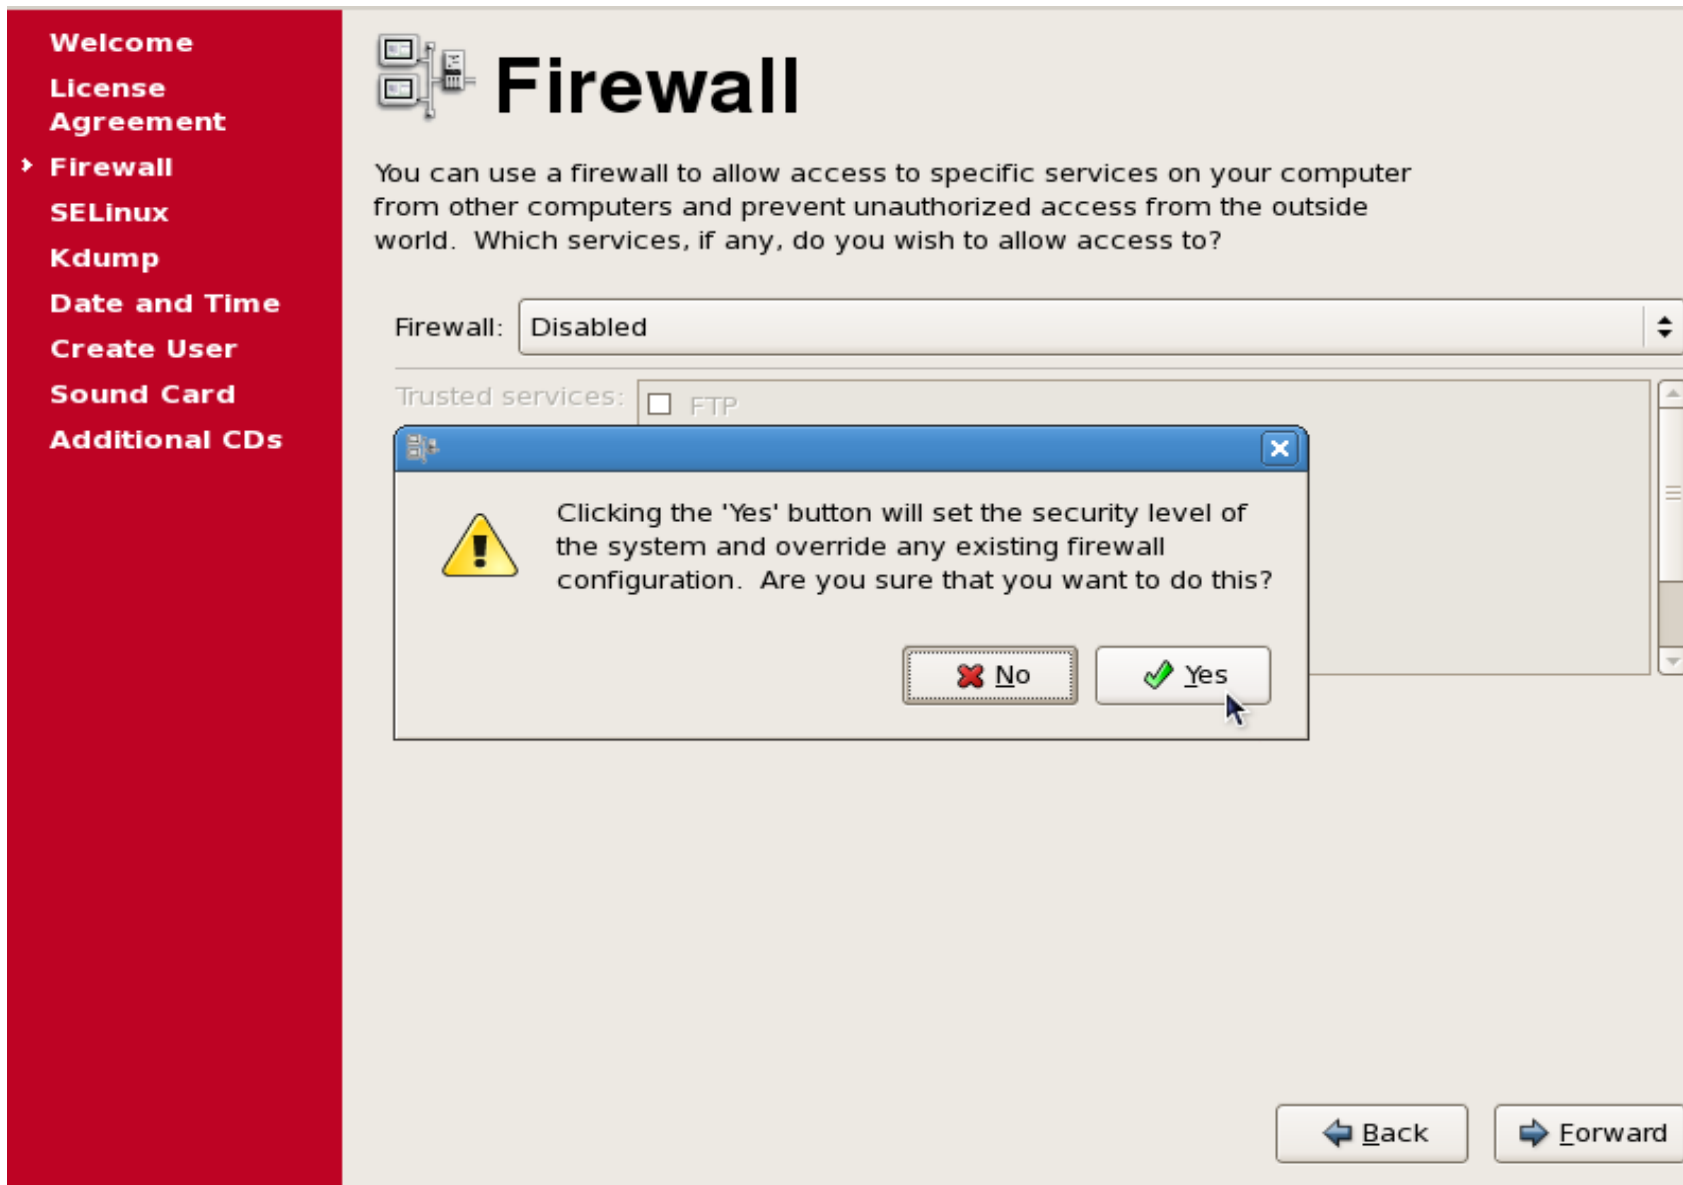 Welcome
License
Agreement
Firewall
SELinux
Kdump
Date and Time
Create User
Sound Card
Additional CDs
Firewall
You can use a firewall to allow access to specific services on your computer
from other computers and prevent unauthorized access from the outside
world.  Which services, if any, do you wish to allow access to?
Firewall: Disabled
Trusted services: FTP
Clicking the 'Yes' button will set the security level of
the system and override any existing firewall
configuration.  Are you sure that you want to do this?
No Yes
Back Forward